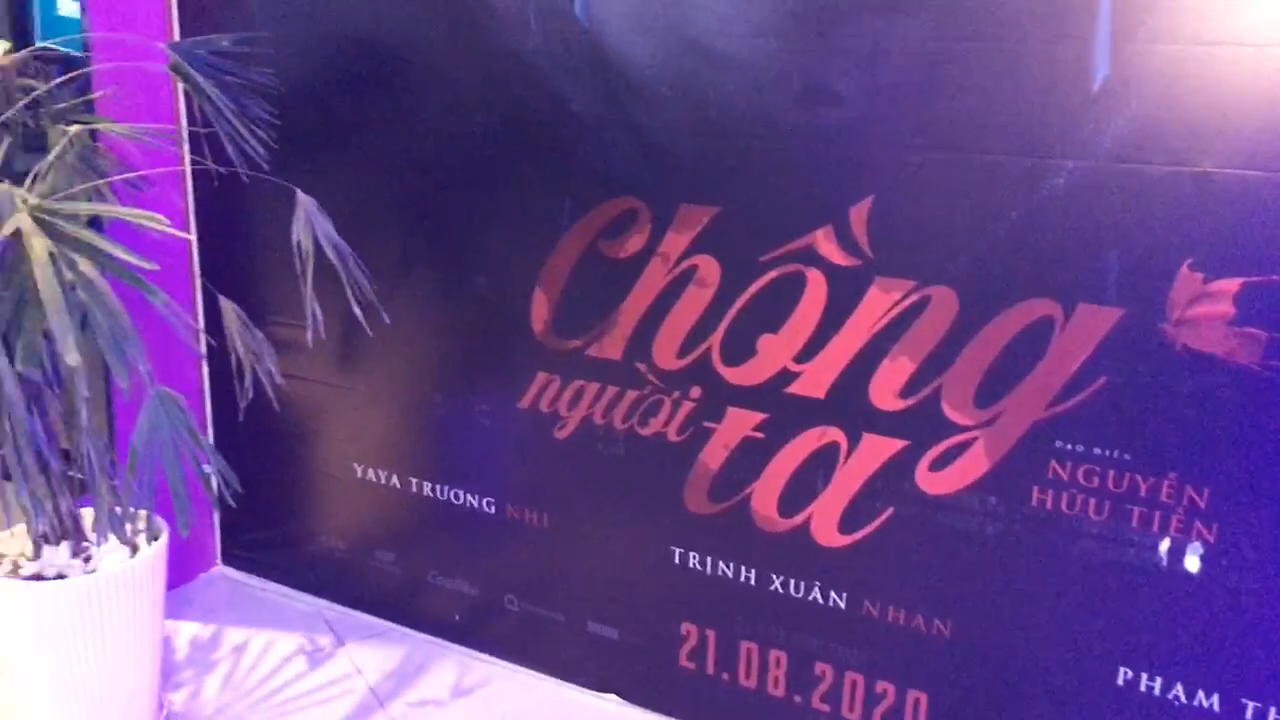 Chồng
người ta
ĐẠO DIỄN
NGUYỄN
HỮU TIẾN
YAYA TRƯƠNG NHI
TRỊNH XUÂN NHAN
21.08.2020
PHẠM